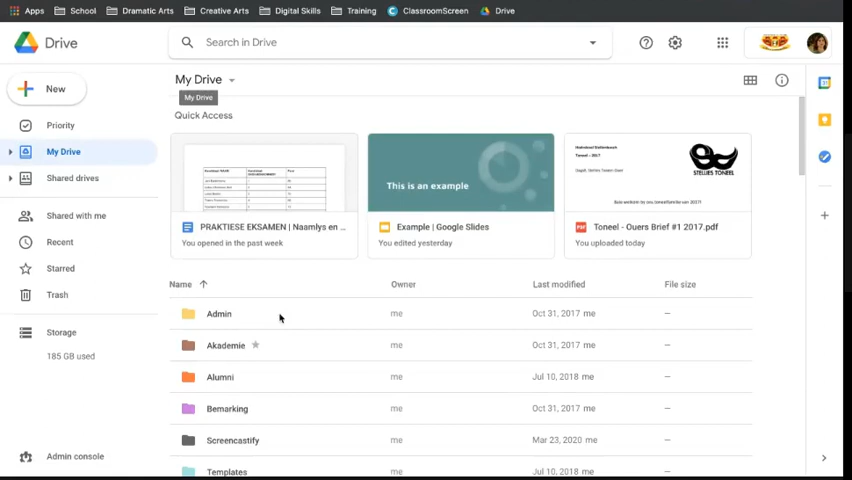 Apps School Dramatic Arts Creative Arts Digital Skills Training ClassroomScreen Drive
Drive
Search in Drive
New
My Drive
My Drive
Quick Access
Priority
My Drive
Shared drives
Shared with me
Recent
Starred
Trash
Storage
185 GB used
Admin console
This is an example
Toneel - 2017
STELLIES TONEEL
PRAKTIESE EKSAMEN | Naamlys en ...
You opened in the past week
Example | Google Slides
You edited yesterday
Toneel - Ouers Brief #1 2017.pdf
You uploaded today
Name Owner Last modified File size
Admin me Oct 31, 2017 me —
Akademie me Oct 31, 2017 me —
Alumni me Jul 10, 2018 me —
Bemarking me Oct 31, 2017 me —
Screencastify me Mar 23, 2020 me —
Templates me Jul 10, 2018 me —